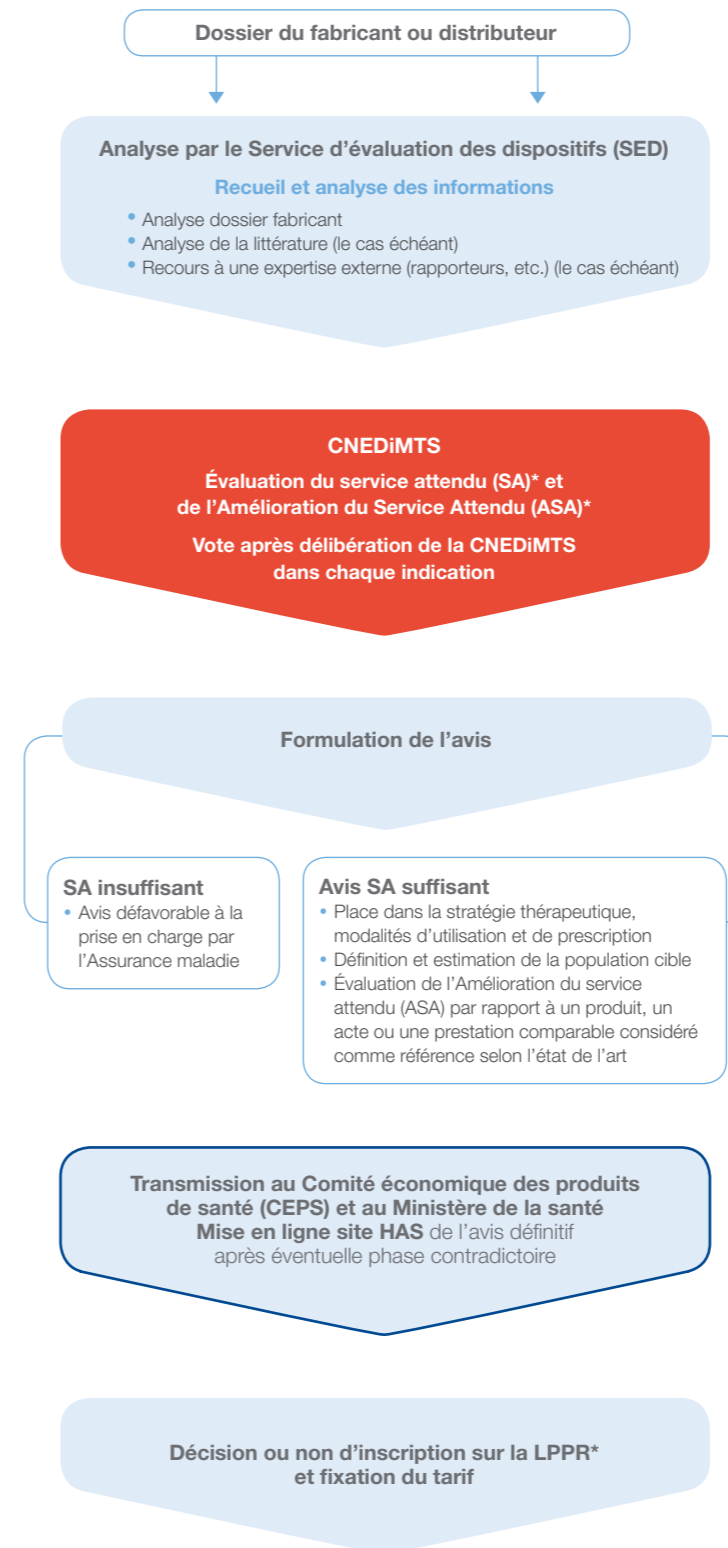 Dossier du fabricant ou distributeur
Analyse par le Service d’évaluation des dispositifs (SED)
Recueil et analyse des informations
• Analyse dossier fabricant
• Analyse de la littérature (le cas échéant)
• Recours à une expertise externe (rapporteurs, etc.) (le cas échéant)
CNEDiMTS
Évaluation du service attendu (SA)* et
de l’Amélioration du Service Attendu (ASA)*
Vote après délibération de la CNEDiMTS
dans chaque indication
Formulation de l’avis
SA insuffisant
• Avis défavorable à la
prise en charge par
l’Assurance maladie
Avis SA suffisant
• Place dans la stratégie thérapeutique,
modalités d’utilisation et de prescription
• Définition et estimation de la population cible
• Évaluation de l’Amélioration du service
attendu (ASA) par rapport à un produit, un
acte ou une prestation comparable considéré
comme référence selon l’état de l’art
Transmission au Comité économique des produits
de santé (CEPS) et au Ministère de la santé
Mise en ligne site HAS de l’avis définitif
après éventuelle phase contradictoire
Décision ou non d’inscription sur la LPPR*
et fixation du tarif